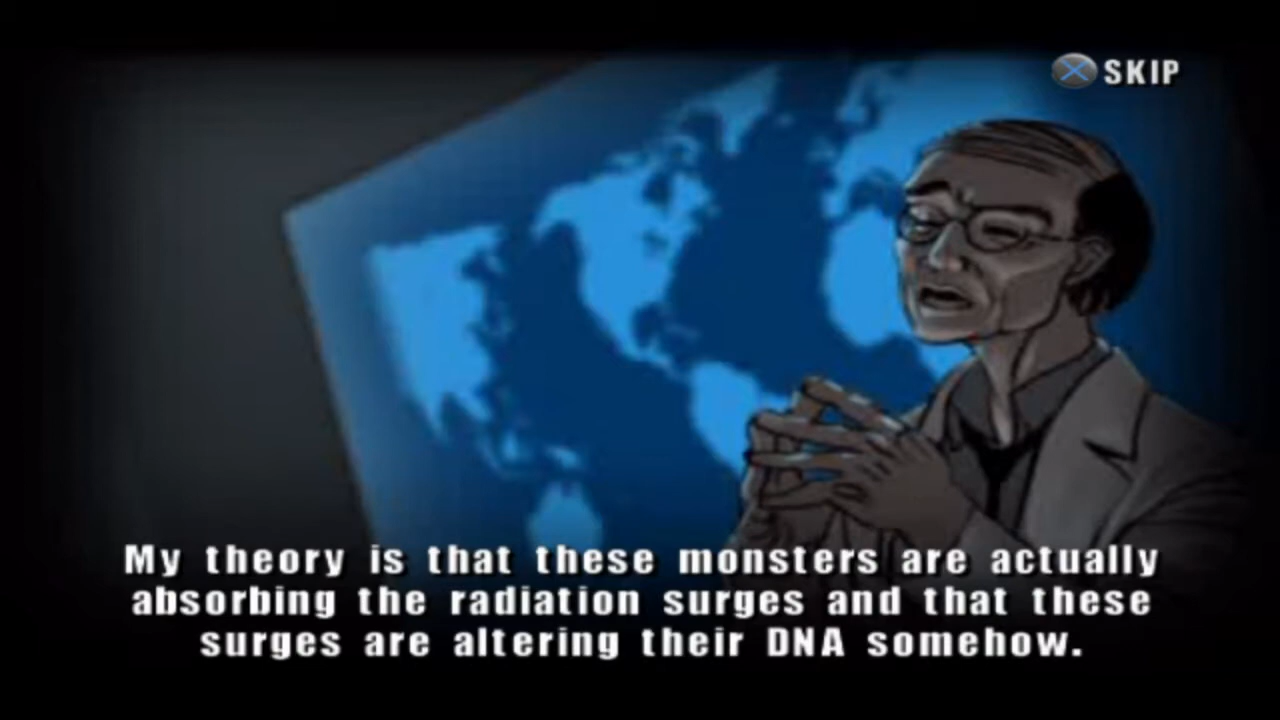 SKIP
My theory is that these monsters are actually
absorbing the radiation surges and that these
surges are altering their DNA somehow.